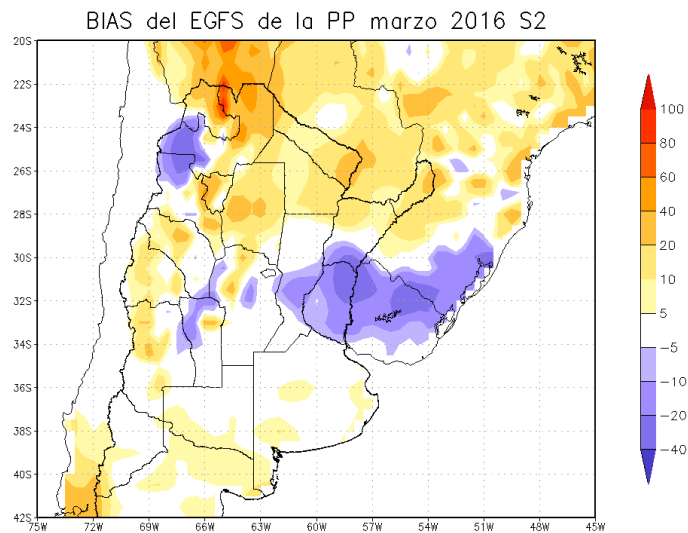 BIAS del EGFS de la PP marzo 2016 S2
20S
22S
24S
26S
28S
30S
32S
34S
36S
38S
40S
42S
75W 72W 69W 66W 63W 60W 57W 54W 51W 48W 45W
100
80
60
40
20
10
5
−5
−10
−20
−40